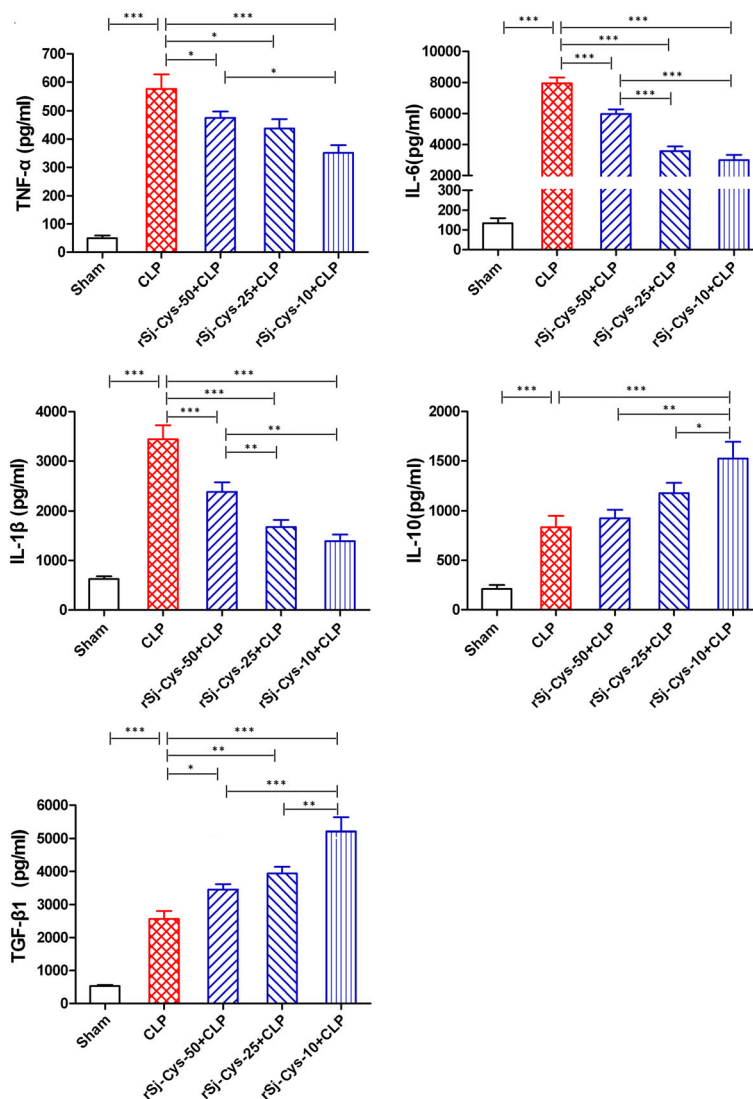 ***
***
*
*
*
700
600
500
400
300
200
100
0
TNF-α (pg/ml)
Sham
CLP
rSj-Cys-50+CLP
rSj-Cys-25+CLP
rSj-Cys-10+CLP
***
***
***
***
***
***
10000
8000
6000
4000
2000
300
200
100
0
IL-6(pg/ml)
Sham
CLP
rSj-Cys-50+CLP
rSj-Cys-25+CLP
rSj-Cys-10+CLP
***
***
***
***
**
**
4000
3000
2000
1000
0
IL-1β (pg/ml)
Sham
CLP
rSj-Cys-50+CLP
rSj-Cys-25+CLP
rSj-Cys-10+CLP
***
***
**
*
2000
1500
1000
500
0
IL-10(pg/ml)
Sham
CLP
rSj-Cys-50+CLP
rSj-Cys-25+CLP
rSj-Cys-10+CLP
***
***
**
*
***
**
6000
5000
4000
3000
2000
1000
0
TGF-β1 (pg/ml)
Sham
CLP
rSj-Cys-50+CLP
rSj-Cys-25+CLP
rSj-Cys-10+CLP